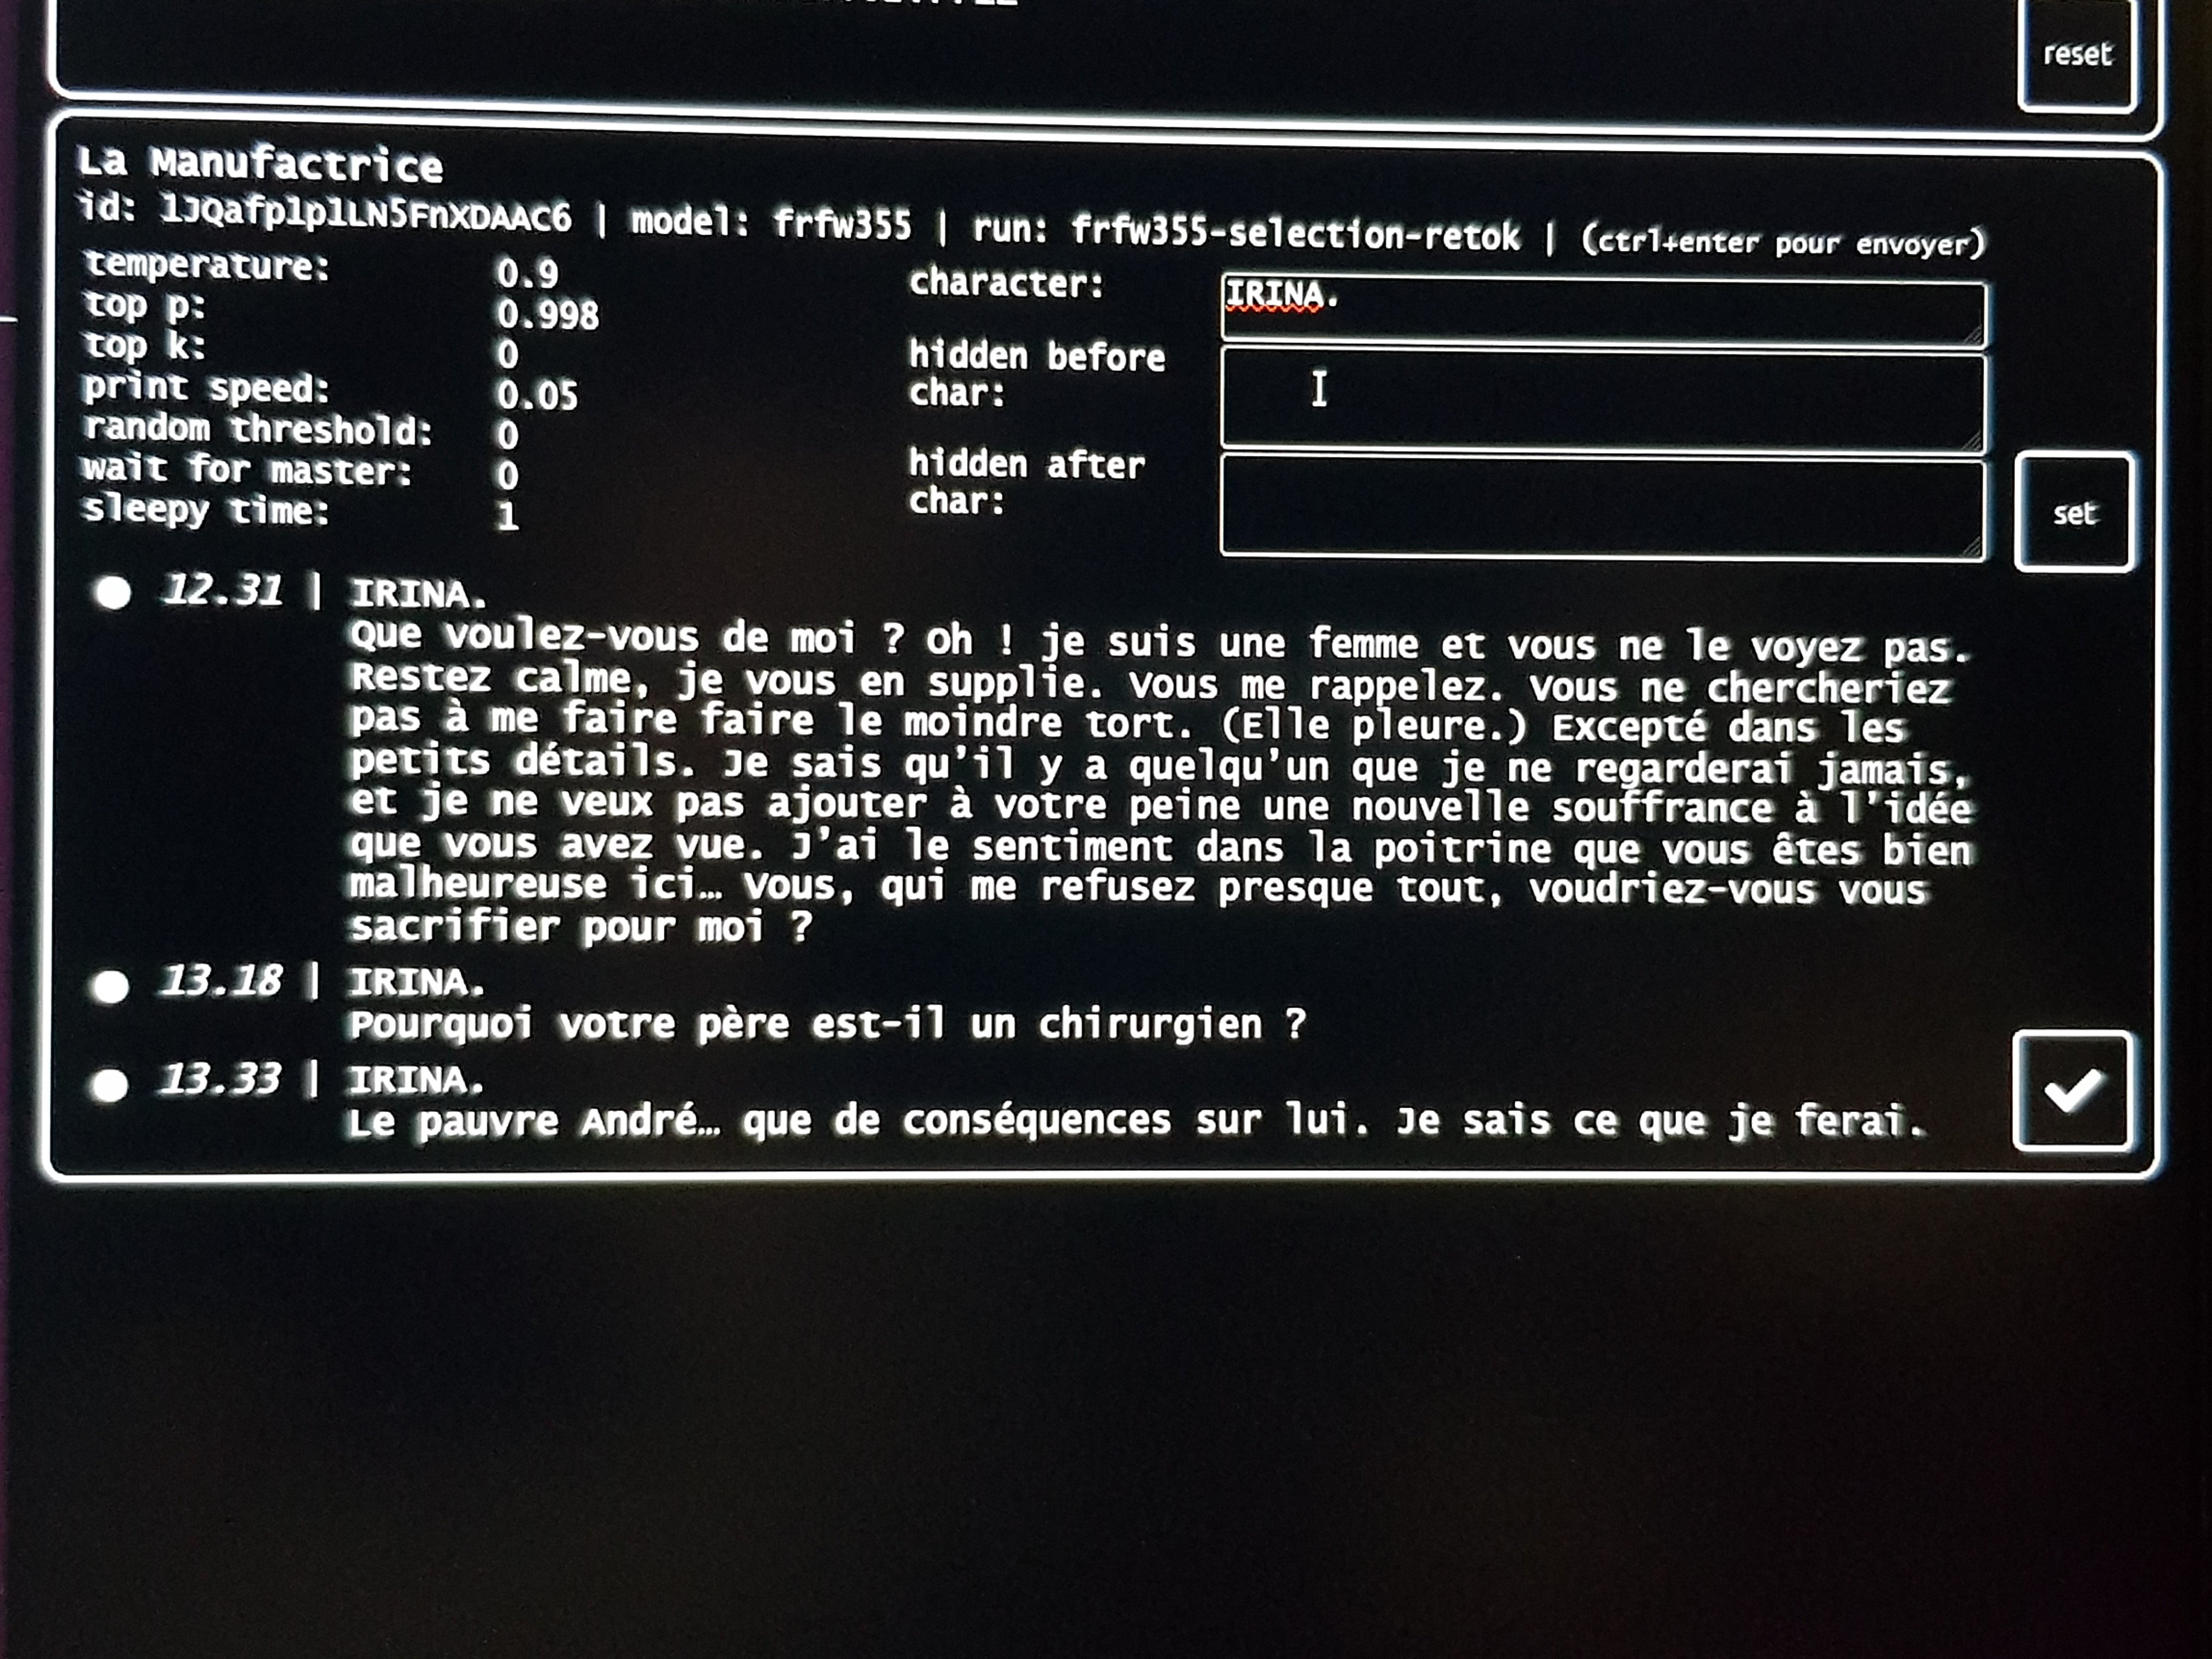 reset
La Manufactrice
id: lJQafp1p1LN5FnXDAAC6 | model: frfw355 | run: frfw355-selection-retok | (ctrl+enter pour envoyer)
temperature: 0.9
top p: 0.998
top k: 0
print speed: 0.05
random threshold: 0
wait for master: 0
sleepy time: 1
character: IRINA.
hidden before
char:
hidden after
char:
set
12.31 | IRINA.
Que voulez-vous de moi ? oh ! je suis une femme et vous ne le voyez pas.
Restez calme, je vous en supplie. Vous me rappelez. Vous ne chercheriez
pas à me faire faire le moindre tort. (Elle pleure.) Excepté dans les
petits détails. Je sais qu'il y a quelqu'un que je ne regarderai jamais,
et je ne veux pas ajouter à votre peine une nouvelle souffrance à l'idée
que vous avez vue. J'ai le sentiment dans la poitrine que vous êtes bien
malheureuse ici… Vous, qui me refusez presque tout, voudriez-vous vous
sacrifier pour moi ?
13.18 | IRINA.
Pourquoi votre père est-il un chirurgien ?
13.33 | IRINA.
Le pauvre André… que de conséquences sur lui. Je sais ce que je ferai.